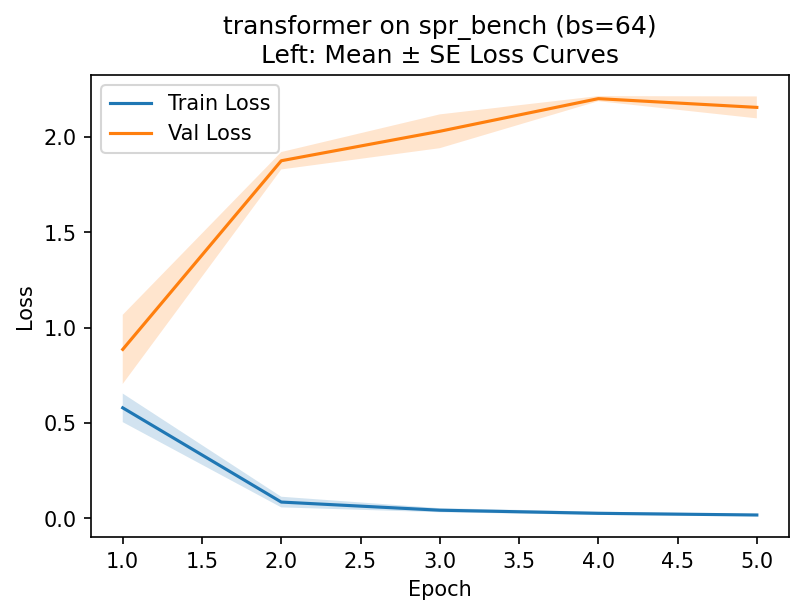 transformer on spr_bench (bs=64)
Left: Mean ± SE Loss Curves
Train Loss
Val Loss
Loss
2.0
1.5
1.0
0.5
0.0
1.0 1.5 2.0 2.5 3.0 3.5 4.0 4.5 5.0
Epoch